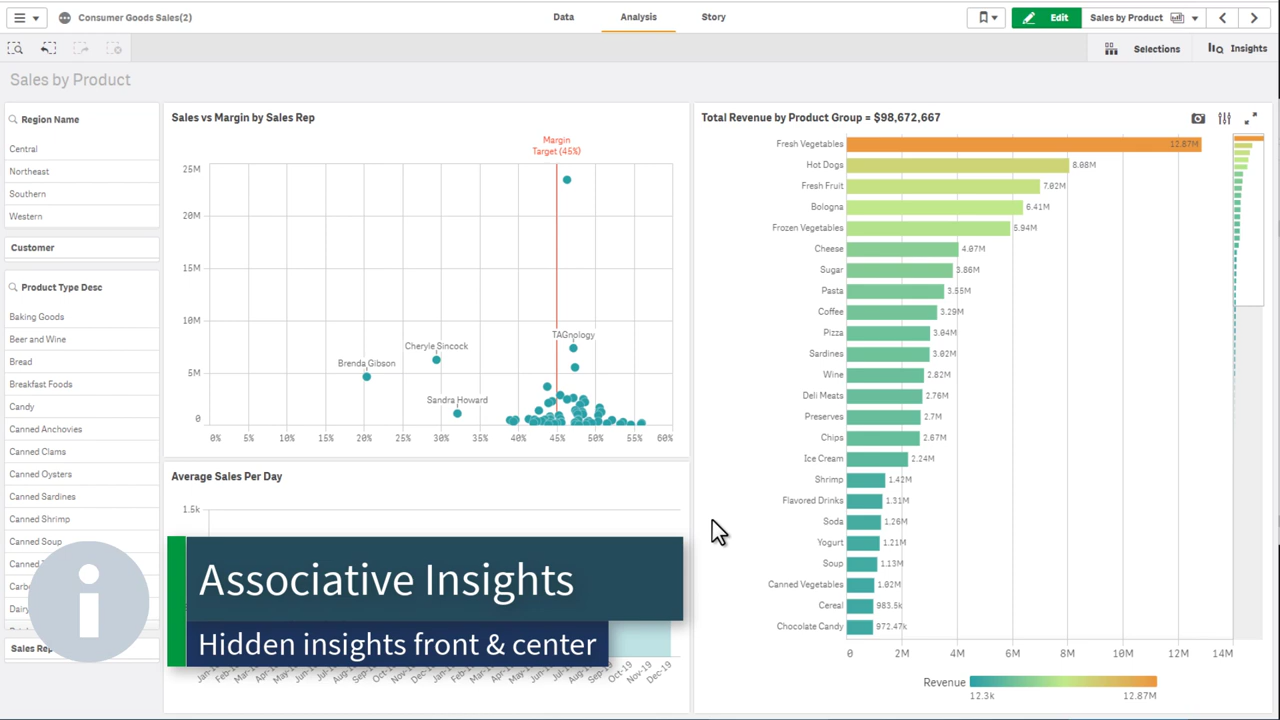 Consumer Goods Sales(2)
Data
Analysis
Story
Edit
Sales by Product
Selections
Insights
Sales by Product
Region Name
Central
Northeast
Southern
Western
Customer
Product Type Desc
Baking Goods
Beer and Wine
Bread
Breakfast Foods
Candy
Canned Anchovies
Canned Clams
Canned Oysters
Canned Sardines
Canned Shrimp
Canned Soup
Sales vs Margin by Sales Rep
Margin
Target (45%)
25M
20M
15M
10M
5M
0
TAGnology
Cheryle Sincock
Brenda Gibson
Sandra Howard
0% 5% 10% 15% 20% 25% 30% 35% 40% 45% 50% 55% 60%
Average Sales Per Day
1.5k
Associative Insights
Hidden insights front & center
Oct-19 Nov-19 Dec-19
Total Revenue by Product Group = $98,672,667
Fresh Vegetables 12.87M
Hot Dogs 8.08M
Fresh Fruit 7.02M
Bologna 6.41M
Frozen Vegetables 5.94M
Cheese 4.07M
Sugar 3.86M
Pasta 3.55M
Coffee 3.29M
Pizza 3.04M
Sardines 3.02M
Wine 2.82M
Deli Meats 2.76M
Preserves 2.7M
Chips 2.67M
Ice Cream 2.24M
Shrimp 1.42M
Flavored Drinks 1.31M
Soda 1.26M
Yogurt 1.21M
Soup 1.13M
Canned Vegetables 1.02M
Cereal 983.5k
Chocolate Candy 972.47k
0 2M 4M 6M 8M 10M 12M 14M
Revenue
12.3k 12.87M